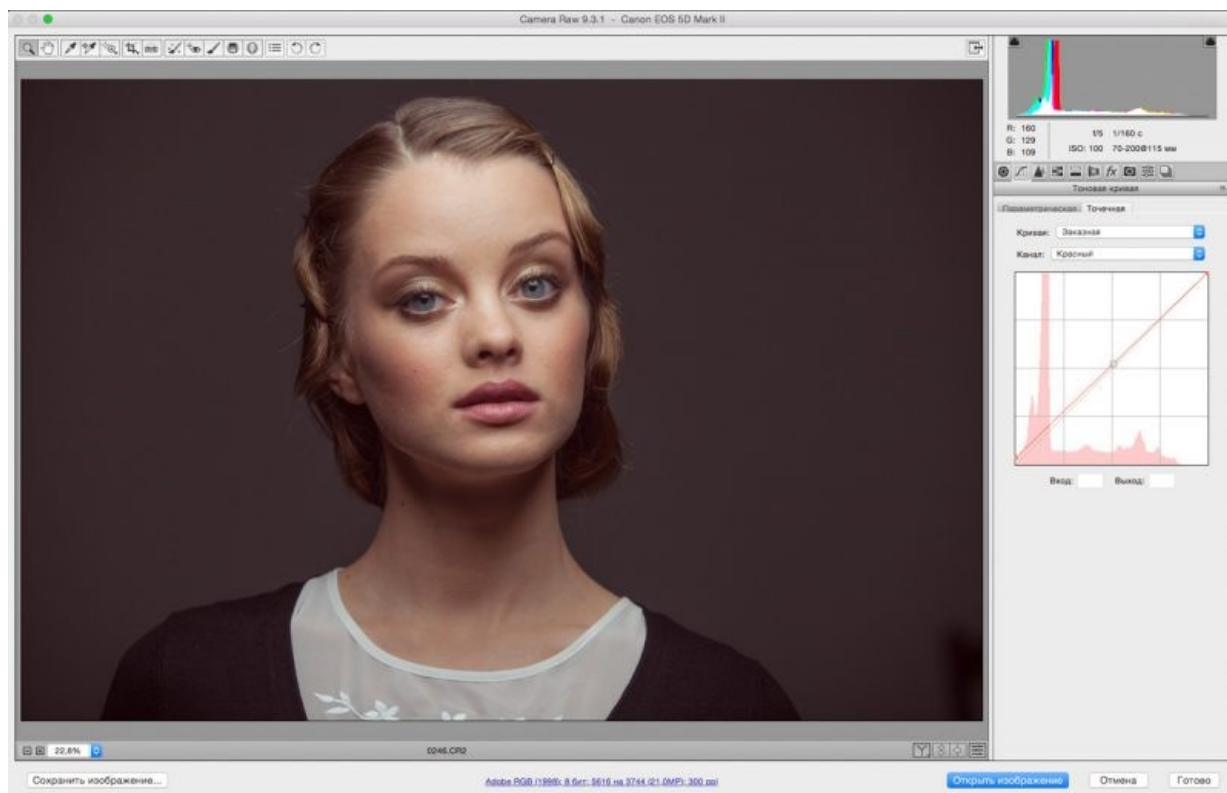 Camera Raw 9.3.1 - Canon EOS 5D Mark II
R: 160
G: 129
B: 109
f/5 1/160 с
ISO: 100 70-200@115 мм
fx
Тоновая кривая
Параметрическая Точечная
Кривая: Заказная
Канал: Красный
Вход: Выход:
22,8% 0246.CR2
Y
Сохранить изображение... Adobe RGB (1998); 8 бит; 5616 на 3744 (21,0MP); 300 ppi Открыть изображение Отмена Готово